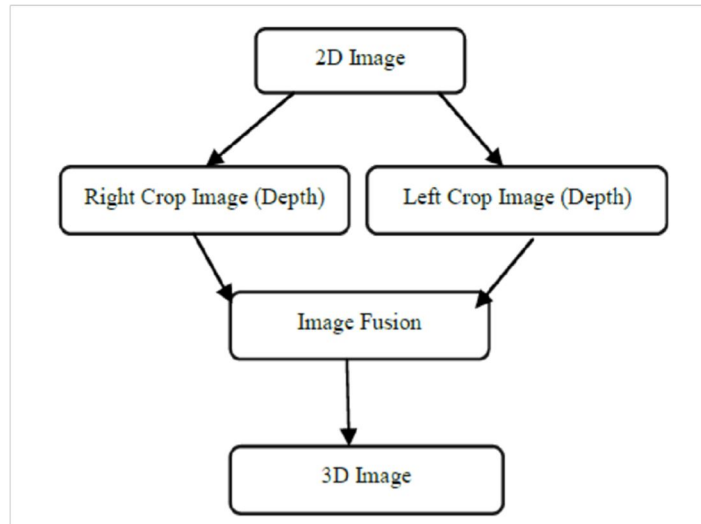 2D Image
Right Crop Image (Depth)
Left Crop Image (Depth)
Image Fusion
3D Image